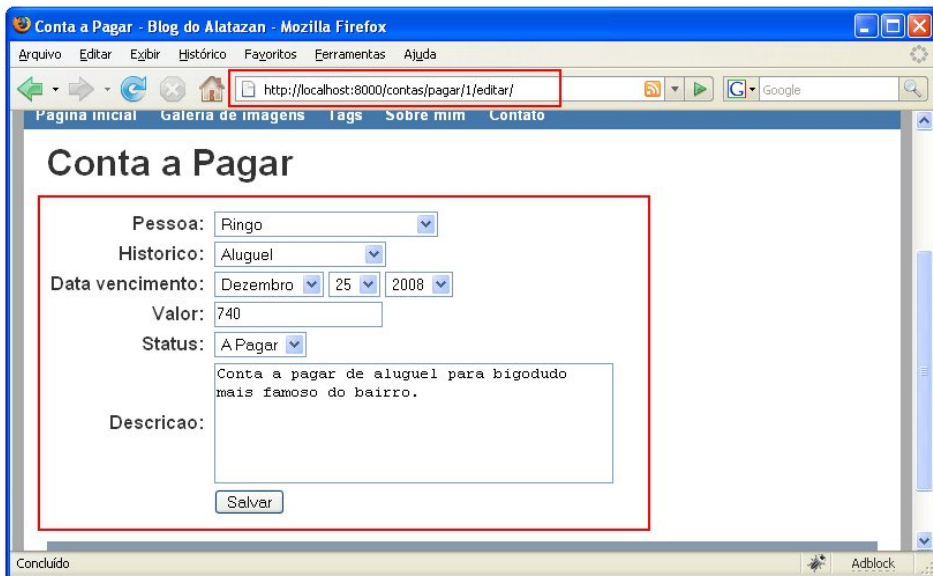 Conta a Pagar - Blog do Alatazan - Mozilla Firefox
Arquivo Editar Exibir Histórico Favoritos Ferramentas Ajuda
http://localhost:8000/contas/pagar/1/editar/
G Google
Pagina inicial Galeria de imagens Tags Sobre mim Contato
Conta a Pagar
Pessoa: Ringo
Historico: Aluguel
Data vencimento: Dezembro 25 2008
Valor: 740
Status: A Pagar
Descricao: Conta a pagar de aluguel para bigodudo
mais famoso do bairro.
Salvar
Concluído Adblock